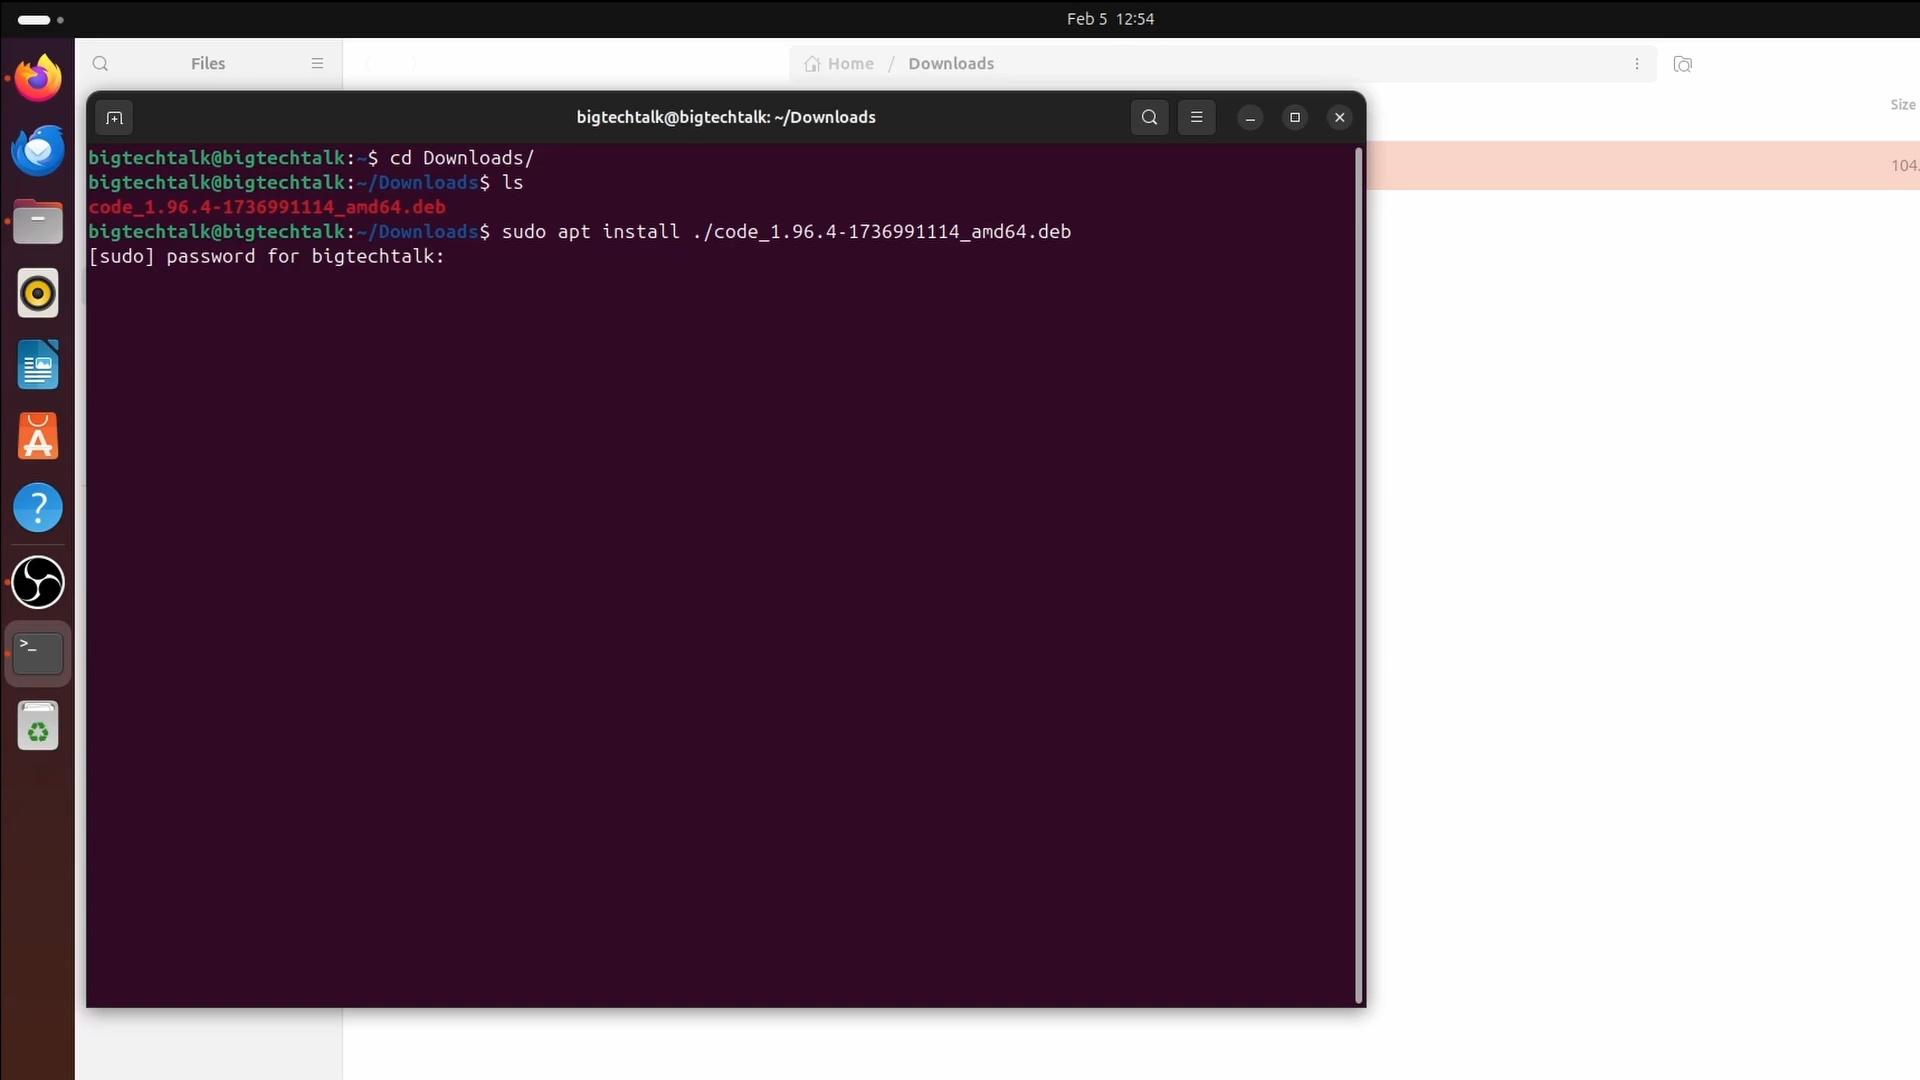 Feb 5 12:54
Files
Home / Downloads
Size
104.
bigtechtalk@bigtechtalk: ~/Downloads
bigtechtalk@bigtechtalk:~$ cd Downloads/
bigtechtalk@bigtechtalk:~/Downloads$ ls
code_1.96.4-1736991114_amd64.deb
bigtechtalk@bigtechtalk:~/Downloads$ sudo apt install ./code_1.96.4-1736991114_amd64.deb
[sudo] password for bigtechtalk:
>_